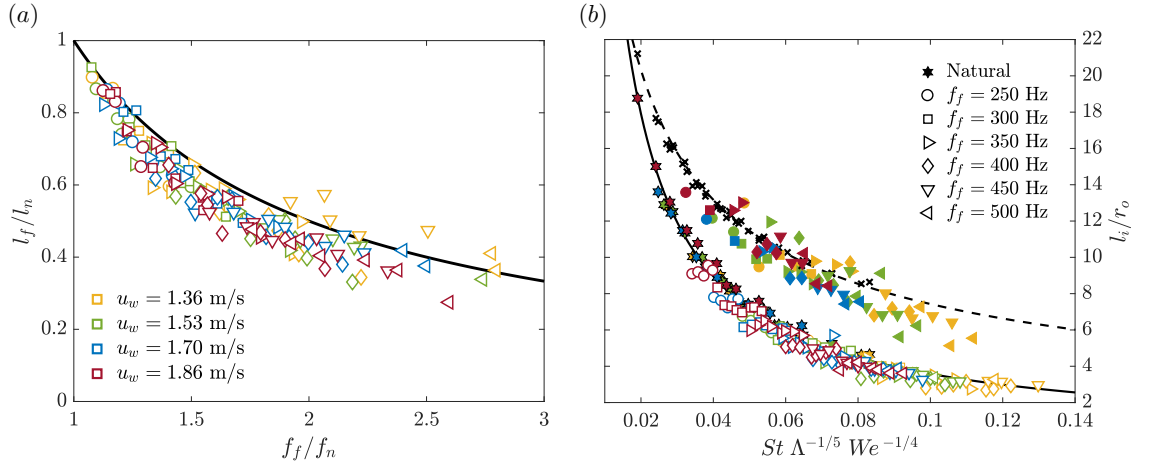 (a)
1
0.8
0.6
0.4
0.2
0
l_f/l_n
1
1.5
2
2.5
3
f_f/f_n
u_w = 1.36 m/s
u_w = 1.53 m/s
u_w = 1.70 m/s
u_w = 1.86 m/s
(b)
Natural
f_f = 250 Hz
f_f = 300 Hz
f_f = 350 Hz
f_f = 400 Hz
f_f = 450 Hz
f_f = 500 Hz
22
20
18
16
14
12
10
8
6
4
2
l_i/r_o
0.02
0.04
0.06
0.08
0.1
0.12
0.14
St Λ^{-1/5} We^{-1/4}